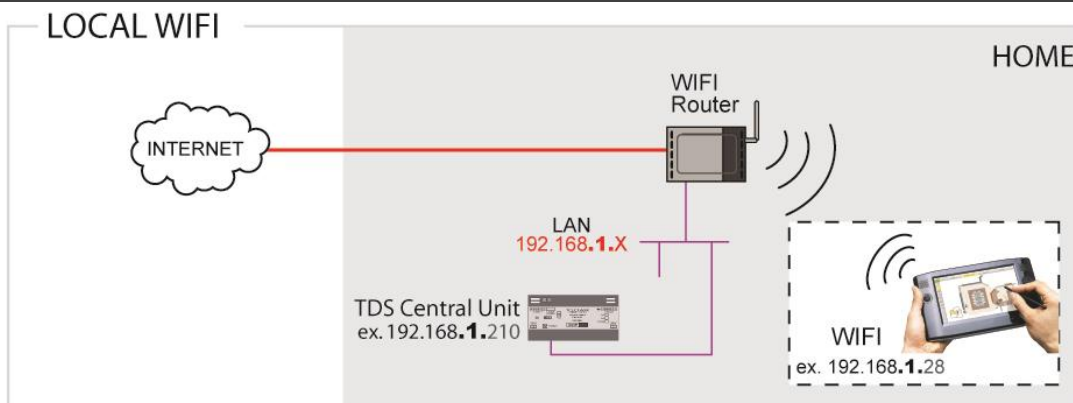 LOCAL WIFI
HOME
WIFI
Router
INTERNET
LAN
192.168.1.X
TDS Central Unit
ex. 192.168.1.210
WIFI
ex. 192.168.1.28